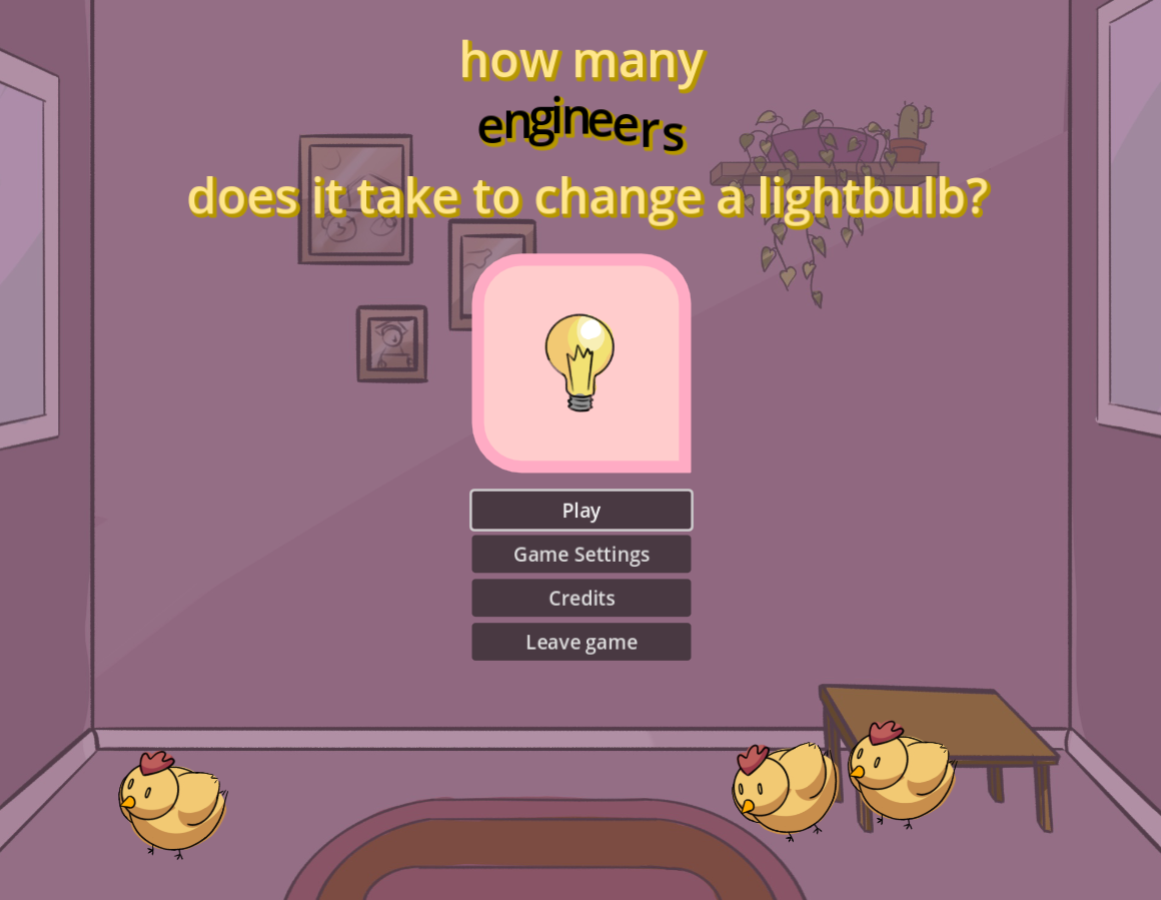 how many
engineers
does it take to change a lightbulb?
Play
Game Settings
Credits
Leave game